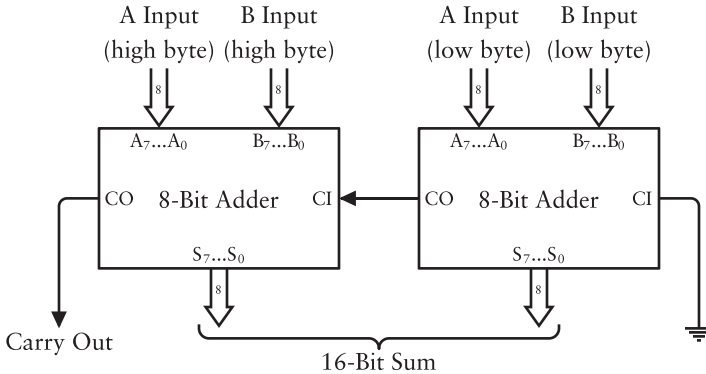 A Input B Input A Input B Input
(high byte) (high byte) (low byte) (low byte)
8 8 8 8
A₇...A₀ B₇...B₀ A₇...A₀ B₇...B₀
CO 8-Bit Adder CI CO 8-Bit Adder CI
S₇...S₀ S₇...S₀
8 8
Carry Out
16-Bit Sum